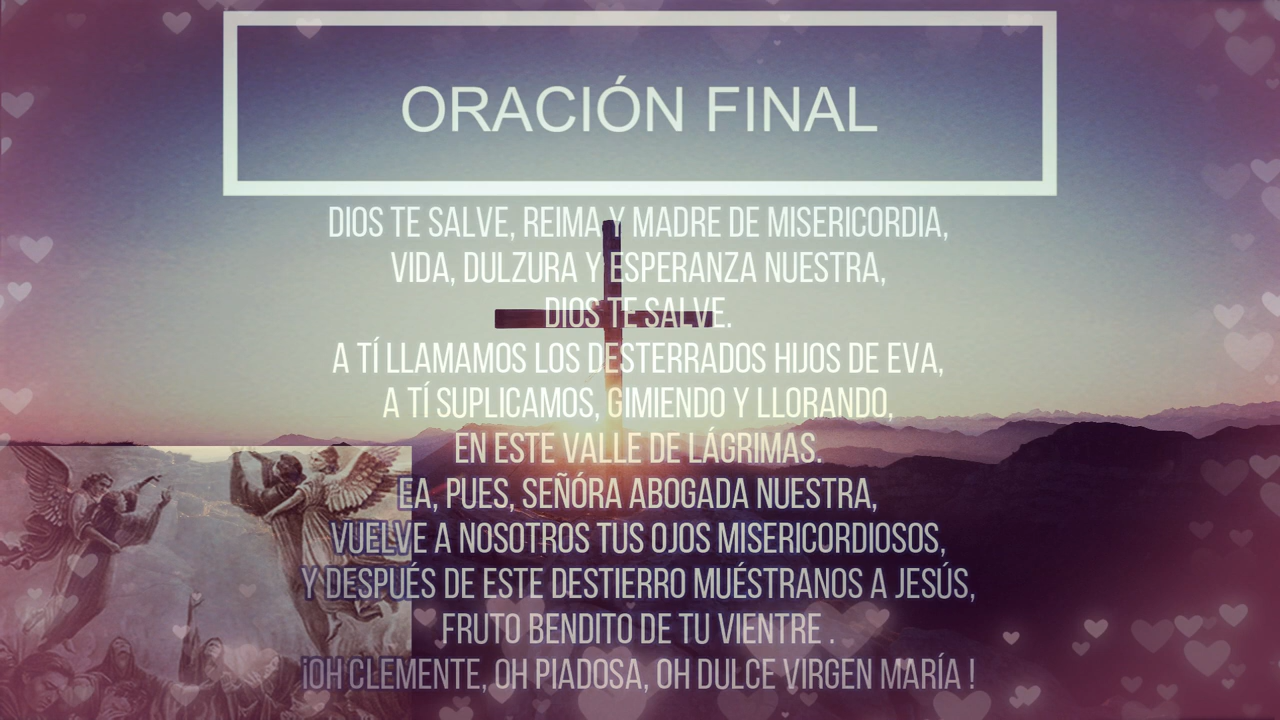 ORACIÓN FINAL
DIOS TE SALVE, REIMA Y MADRE DE MISERICORDIA,
VIDA, DULZURA Y ESPERANZA NUESTRA,
DIOS TE SALVE.
A TÍ LLAMAMOS LOS DESTERRADOS HIJOS DE EVA,
A TÍ SUPLICAMOS, GIMIENDO Y LLORANDO,
EN ESTE VALLE DE LÁGRIMAS.
EA, PUES, SEÑÓRA ABOGADA NUESTRA,
VUELVE A NOSOTROS TUS OJOS MISERICORDIOSOS,
Y DESPUÉS DE ESTE DESTIERRO MUÉSTRANOS A JESÚS,
FRUTO BENDITO DE TU VIENTRE .
¡OH CLEMENTE, OH PIADOSA, OH DULCE VIRGEN MARÍA !